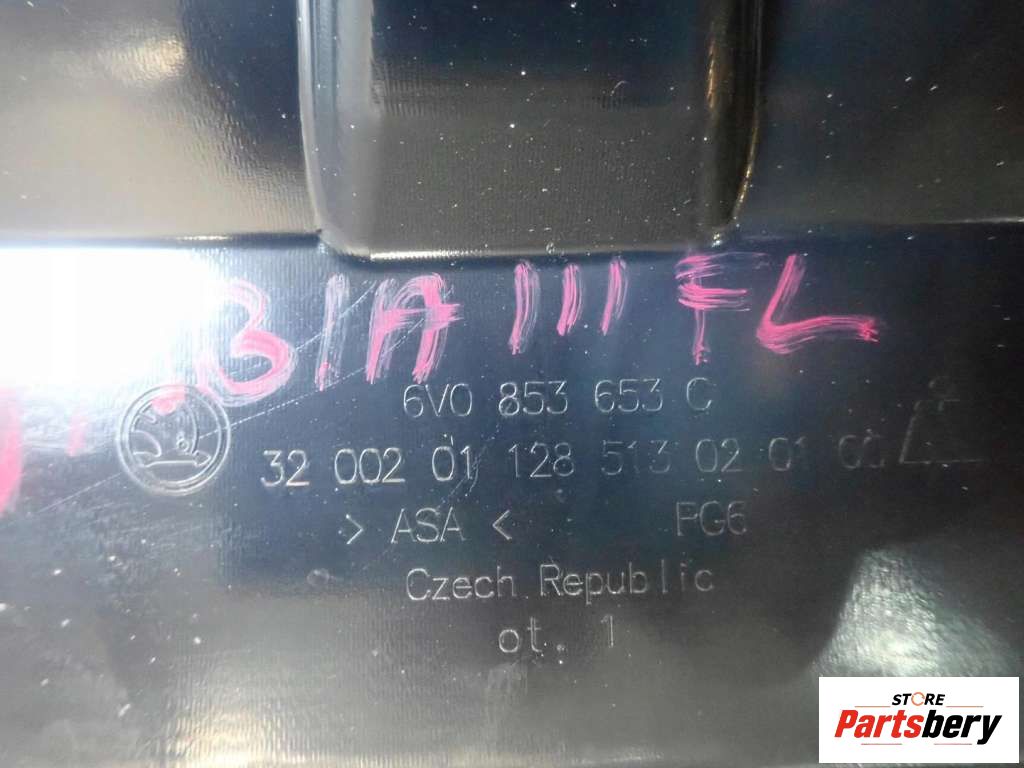 BIA III FL
6V0 853 653 C
32 002 01 128 513 02 01 00
> ASA < PG6
Czech Republic
ot. 1
STORE
Partsbery